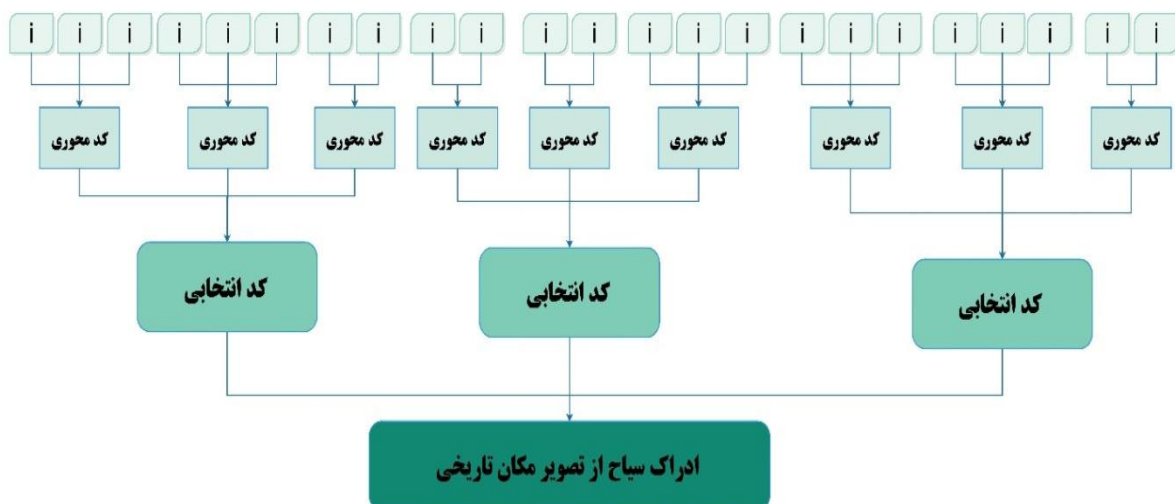 i i i i i i i i i i i i i i i i i i i i i i i
کد محوری کد محوری کد محوری کد محوری کد محوری کد محوری کد محوری کد محوری کد محوری
کد انتخابی کد انتخابی کد انتخابی
ادراک سیاح از تصویر مکان تاریخی